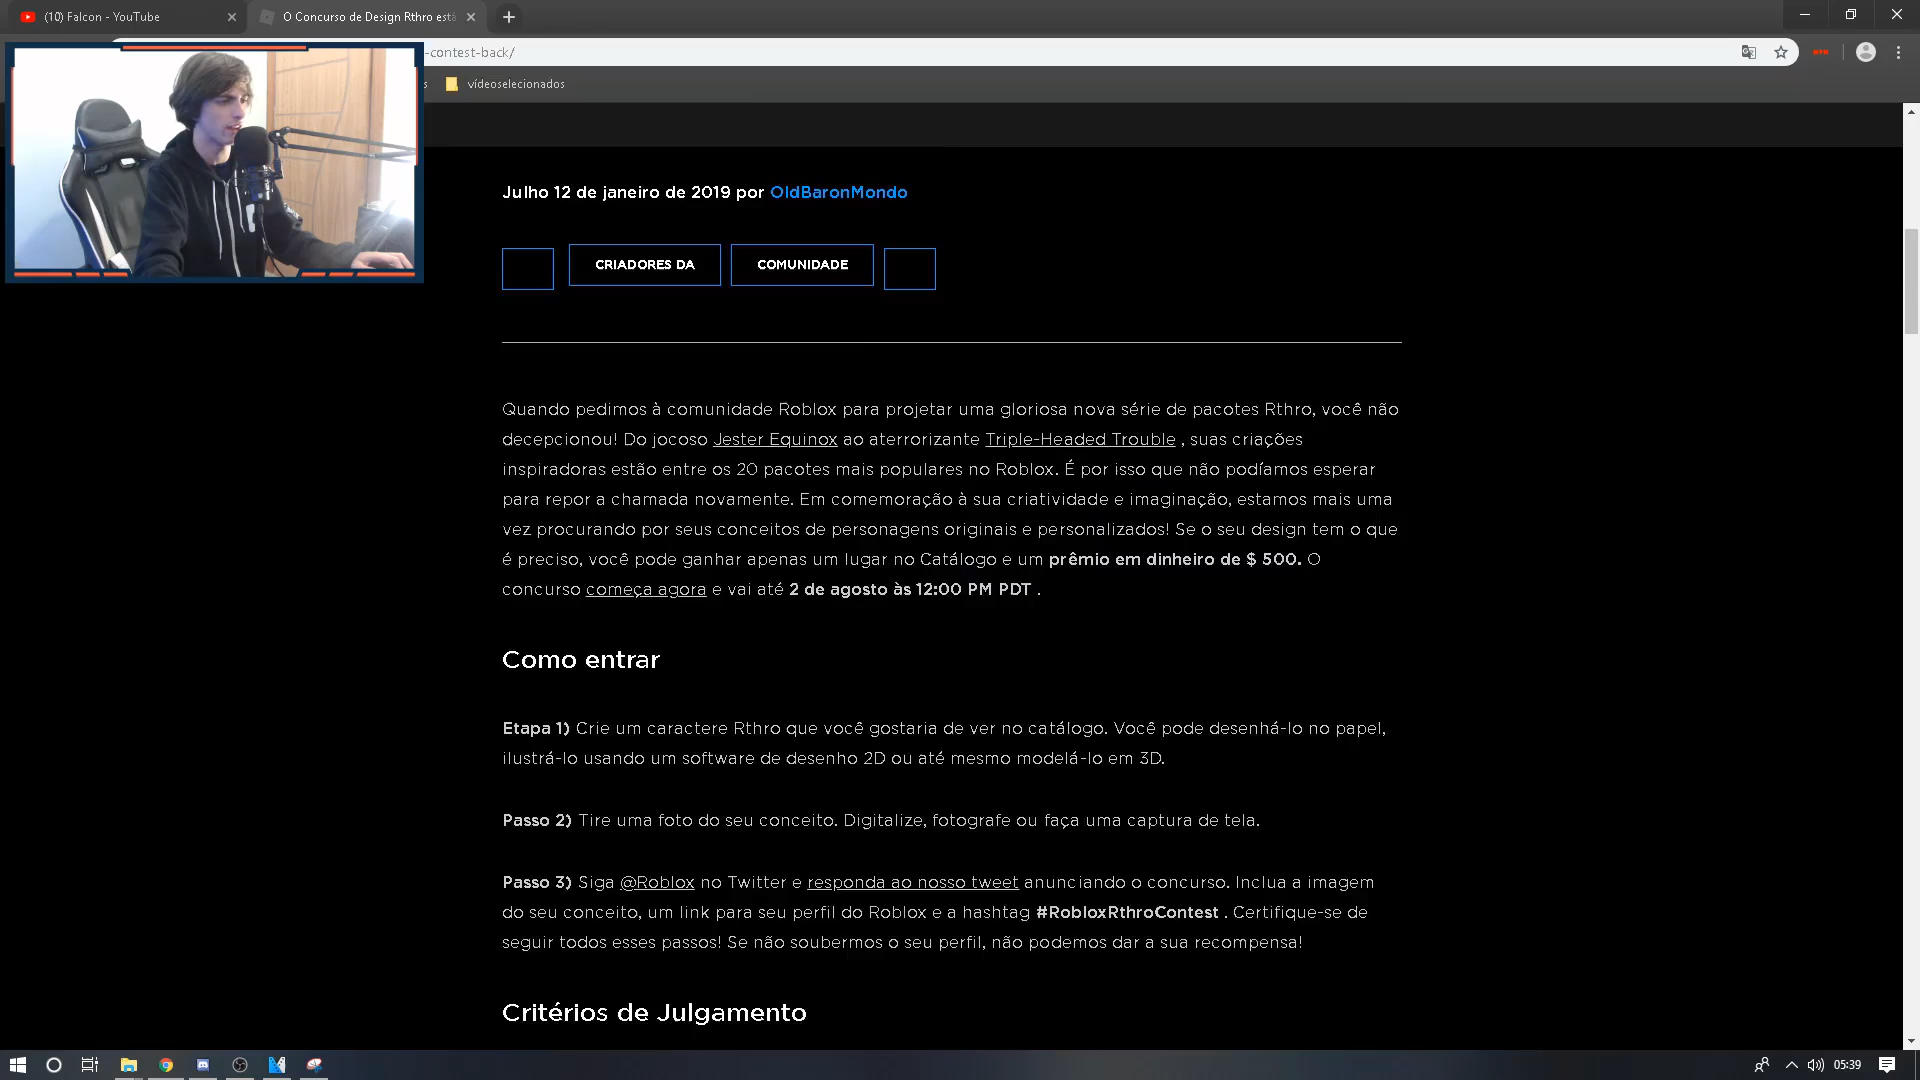 (10) Falcon - YouTube
O Concurso de Design Rthro está
-contest-back/
s
vídeoselecionados
Julho 12 de janeiro de 2019 por OldBaronMondo
CRIADORES DA
COMUNIDADE
Quando pedimos à comunidade Roblox para projetar uma gloriosa nova série de pacotes Rthro, você não
decepcionou! Do jocoso Jester Equinox ao aterrorizante Triple-Headed Trouble , suas criações
inspiradoras estão entre os 20 pacotes mais populares no Roblox. É por isso que não podíamos esperar
para repor a chamada novamente. Em comemoração à sua criatividade e imaginação, estamos mais uma
vez procurando por seus conceitos de personagens originais e personalizados! Se o seu design tem o que
é preciso, você pode ganhar apenas um lugar no Catálogo e um prêmio em dinheiro de $ 500. O
concurso começa agora e vai até 2 de agosto às 12:00 PM PDT .
Como entrar
Etapa 1) Crie um caractere Rthro que você gostaria de ver no catálogo. Você pode desenhá-lo no papel,
ilustrá-lo usando um software de desenho 2D ou até mesmo modelá-lo em 3D.
Passo 2) Tire uma foto do seu conceito. Digitalize, fotografe ou faça uma captura de tela.
Passo 3) Siga @Roblox no Twitter e responda ao nosso tweet anunciando o concurso. Inclua a imagem
do seu conceito, um link para seu perfil do Roblox e a hashtag #RobloxRthroContest . Certifique-se de
seguir todos esses passos! Se não soubermos o seu perfil, não podemos dar a sua recompensa!
Critérios de Julgamento
05:39